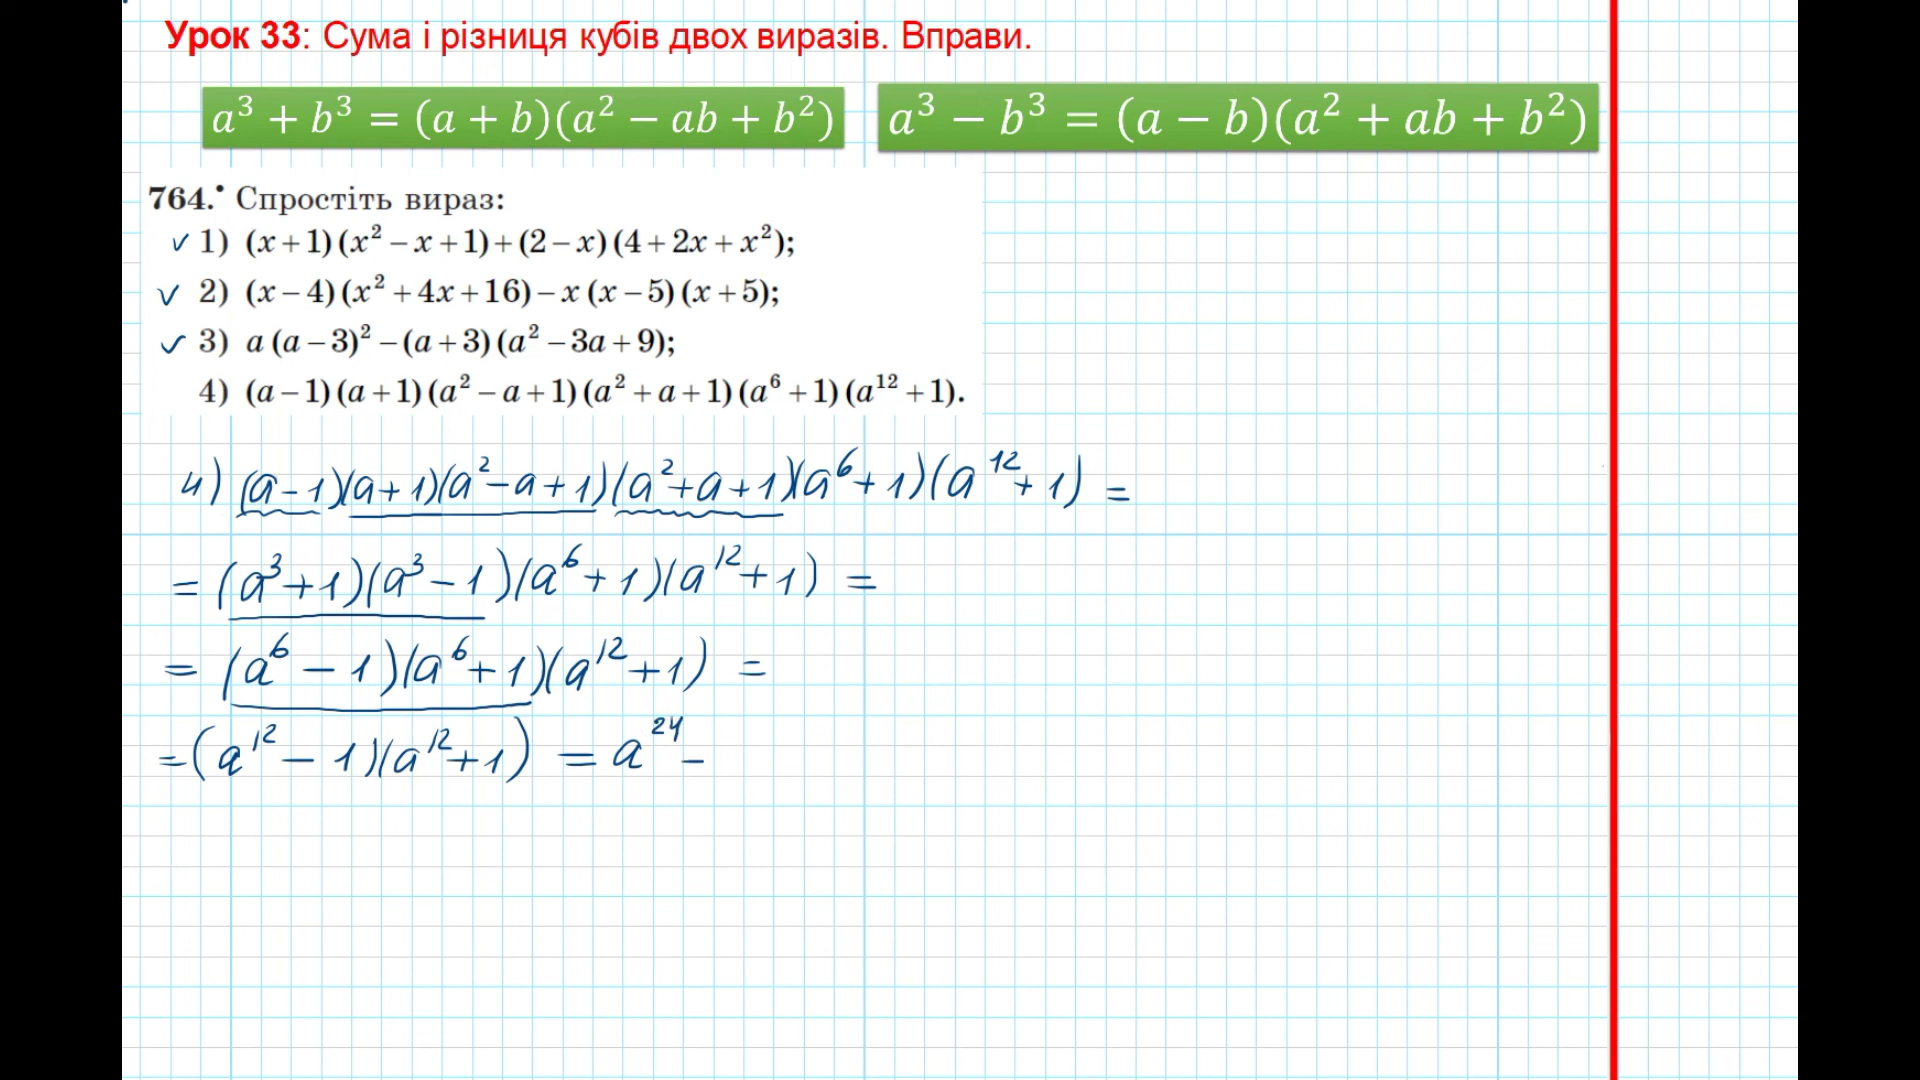 Урок 33: Сума і різниця кубів двох виразів. Вправи.
a³ + b³ = (a + b)(a² − ab + b²)
a³ − b³ = (a − b)(a² + ab + b²)
764.• Спростіть вираз:
✓ 1) (x + 1)(x² − x + 1) + (2 − x)(4 + 2x + x²);
✓ 2) (x − 4)(x² + 4x + 16) − x(x − 5)(x + 5);
✓ 3) a(a − 3)² − (a + 3)(a² − 3a + 9);
4) (a − 1)(a + 1)(a² − a + 1)(a² + a + 1)(a⁶ + 1)(a¹² + 1).
4) (a − 1)(a + 1)(a² − a + 1)(a² + a + 1)(a⁶ + 1)(a¹² + 1) =
= (a³ + 1)(a³ − 1)(a⁶ + 1)(a¹² + 1) =
= (a⁶ − 1)(a⁶ + 1)(a¹² + 1) =
= (a¹² − 1)(a¹² + 1) = a²⁴ −